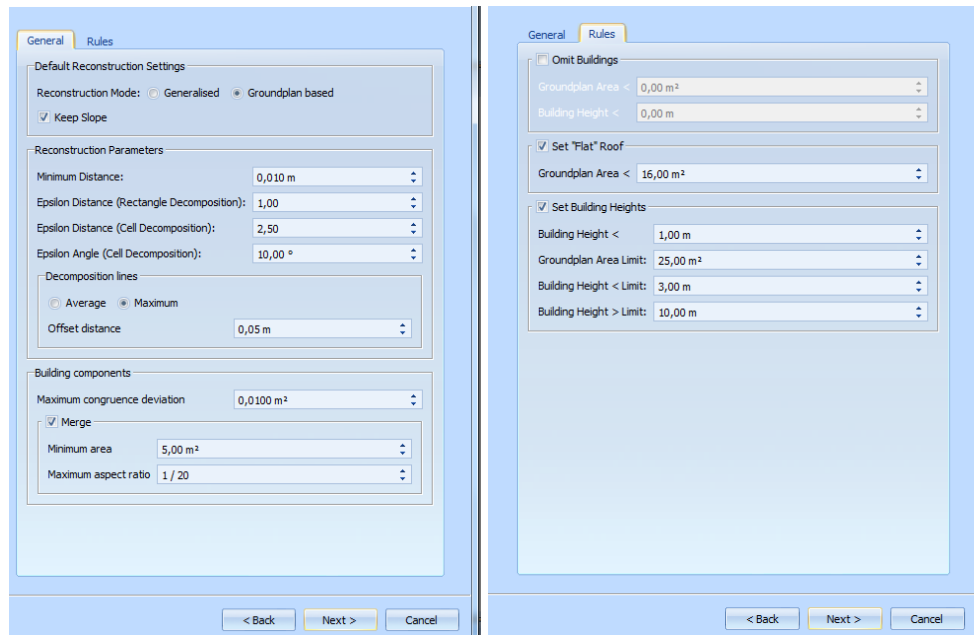 General Rules
Default Reconstruction Settings
Reconstruction Mode: Generalised Groundplan based
Keep Slope
Reconstruction Parameters
Minimum Distance: 0,010 m
Epsilon Distance (Rectangle Decomposition): 1,00
Epsilon Distance (Cell Decomposition): 2,50
Epsilon Angle (Cell Decomposition): 10,00 °
Decomposition lines
Average Maximum
Offset distance 0,05 m
Building components
Maximum congruence deviation 0,0100 m²
Merge
Minimum area 5,00 m²
Maximum aspect ratio 1 / 20
< Back Next > Cancel
General Rules
Omit Buildings
Groundplan Area < 0,00 m²
Building Height < 0,00 m
Set "Flat" Roof
Groundplan Area < 16,00 m²
Set Building Heights
Building Height < 1,00 m
Groundplan Area Limit: 25,00 m²
Building Height < Limit: 3,00 m
Building Height > Limit: 10,00 m
< Back Next > Cancel